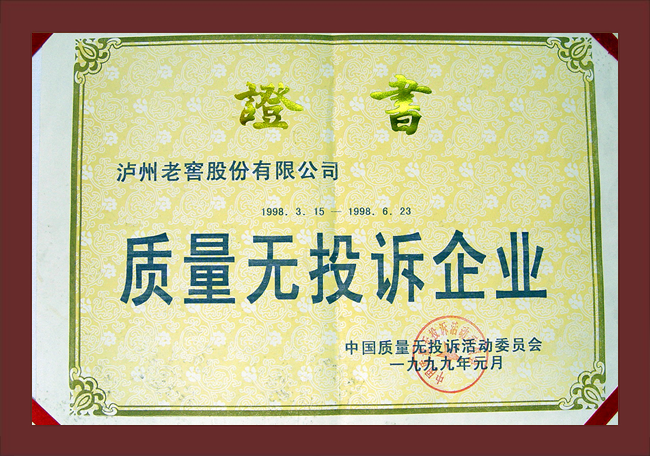 證 書
泸州老窖股份有限公司
1998. 3. 15 — 1998. 6. 23
质量无投诉企业
中国质量无投诉活动委员会
一九九九年元月